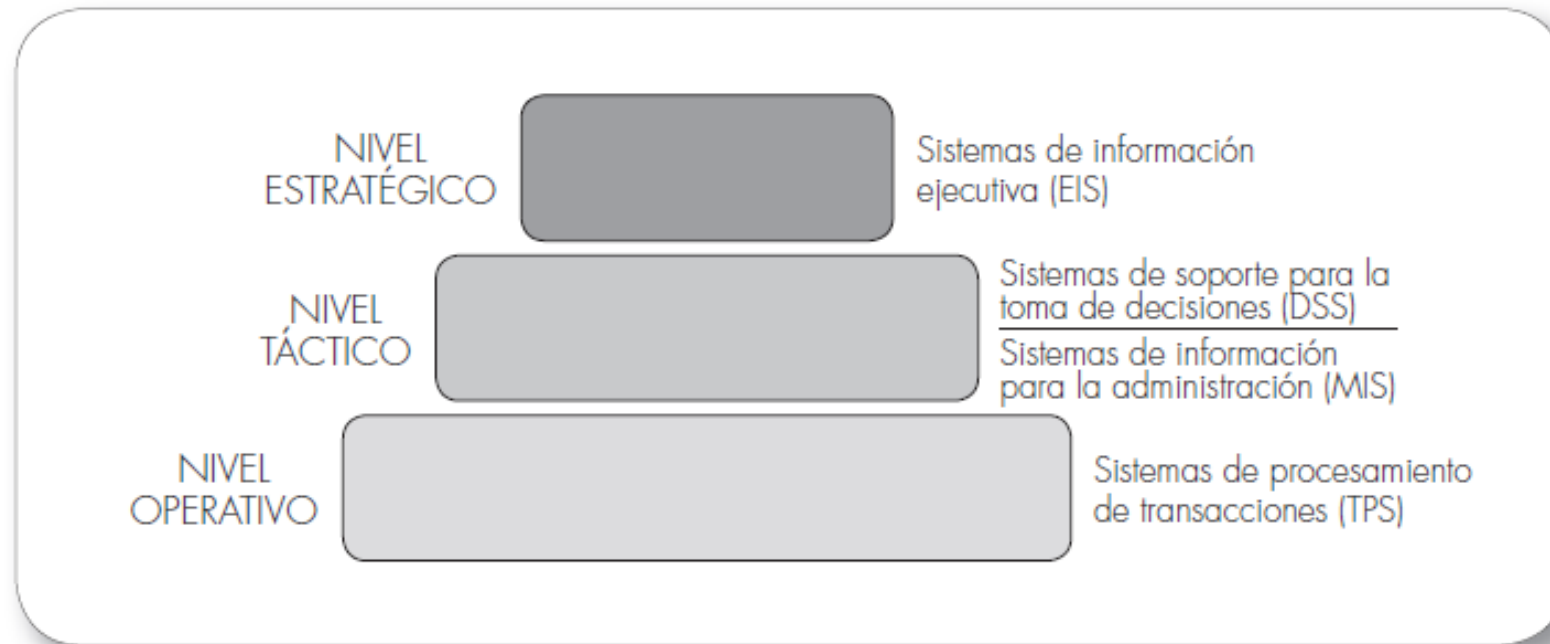 NIVEL
ESTRATÉGICO
Sistemas de información
ejecutiva (EIS)
NIVEL
TÁCTICO
Sistemas de soporte para la
toma de decisiones (DSS)
Sistemas de información
para la administración (MIS)
NIVEL
OPERATIVO
Sistemas de procesamiento
de transacciones (TPS)